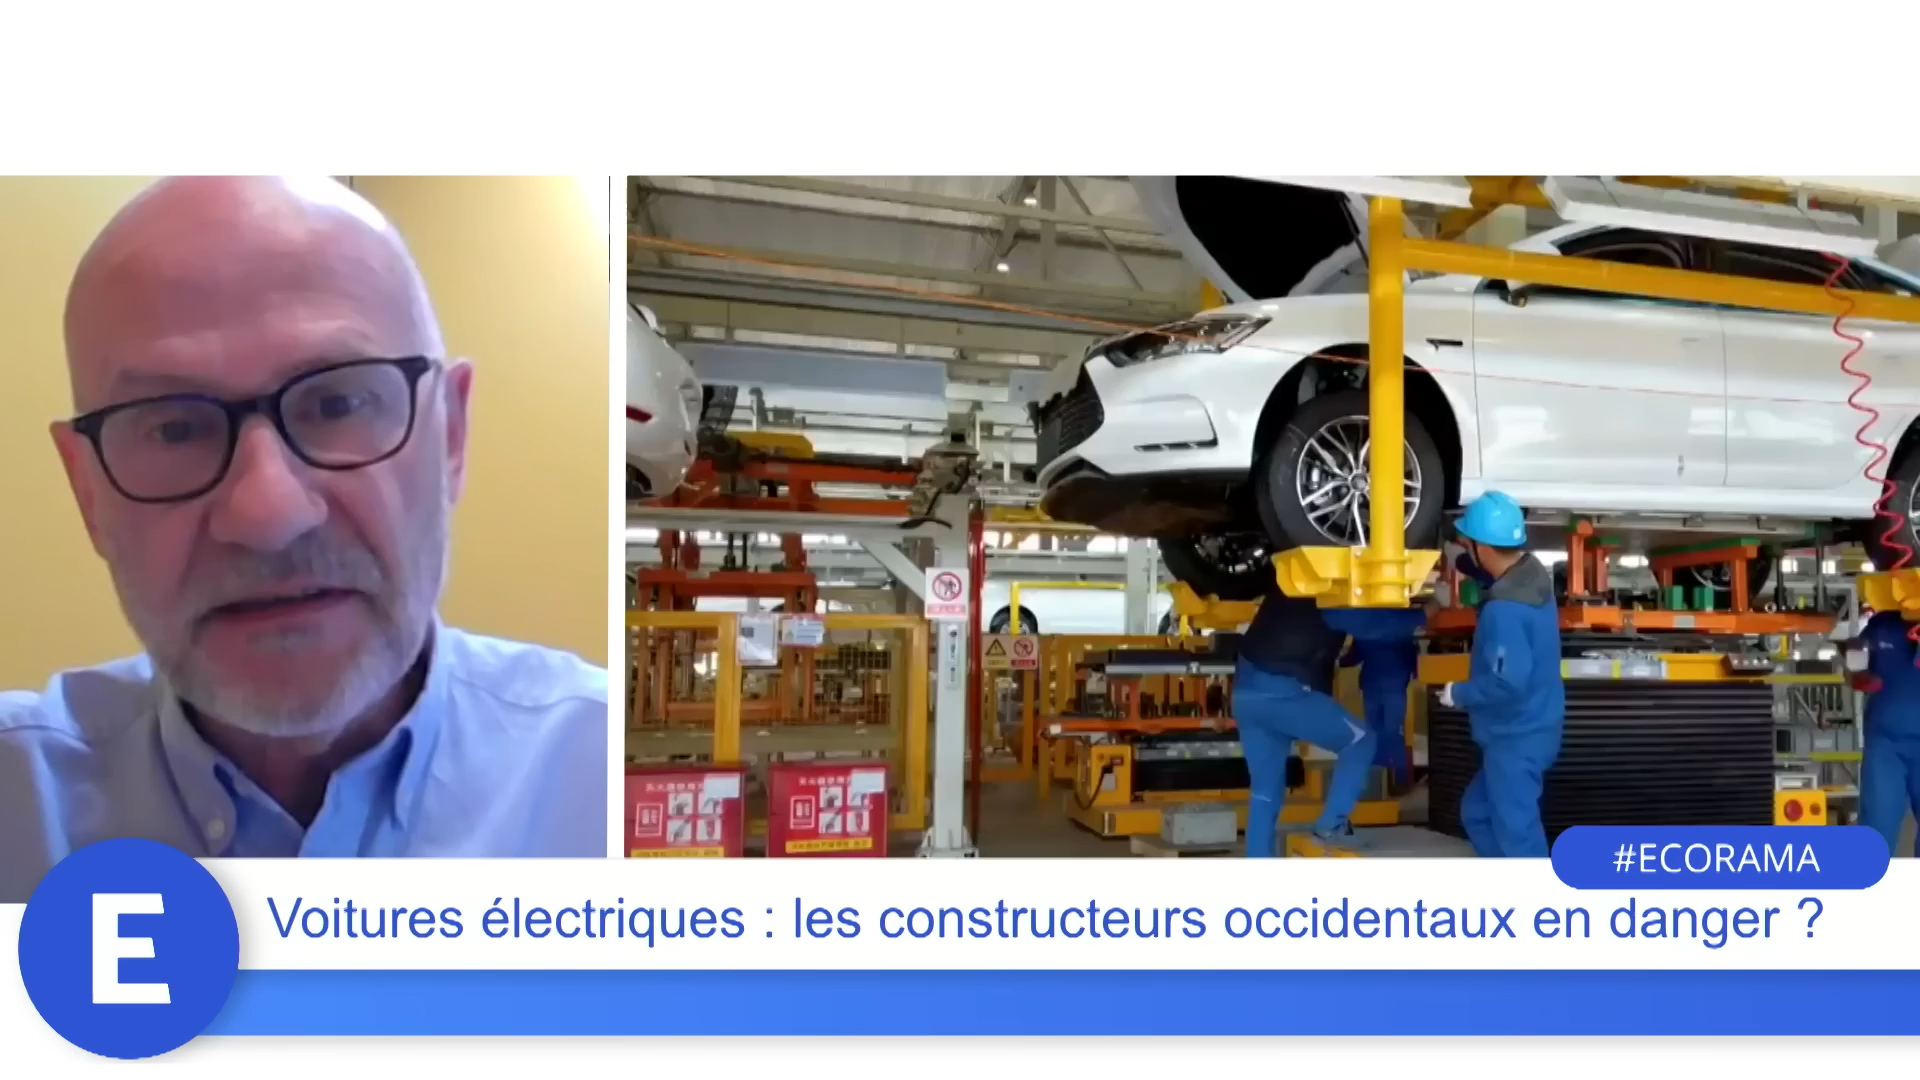 #ECORAMA
E
Voitures électriques : les constructeurs occidentaux en danger ?